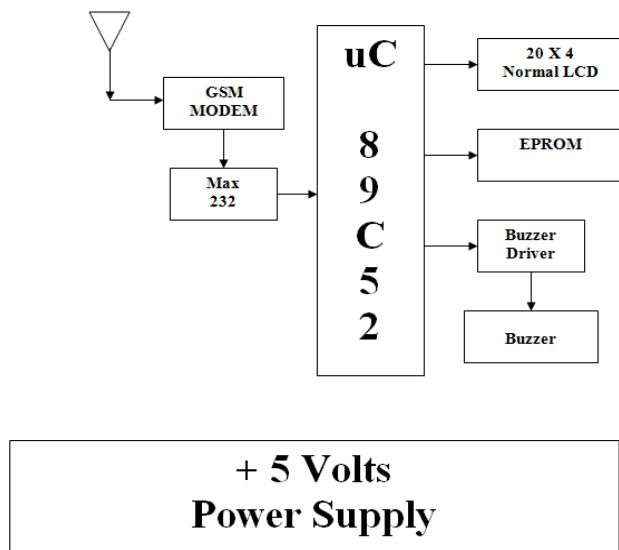 GSM
MODEM
Max
232
uC
8
9
C
5
2
20 X 4
Normal LCD
EPROM
Buzzer
Driver
Buzzer
+ 5 Volts
Power Supply